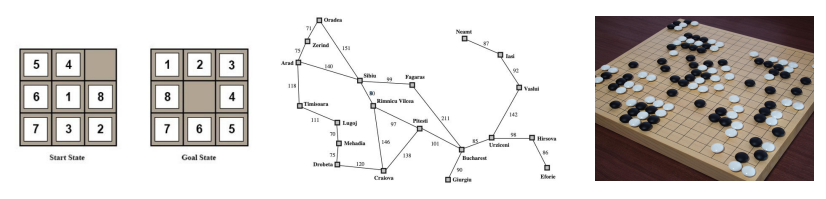 5 4
6 1 8
7 3 2
Start State
1 2 3
8 4
7 6 5
Goal State
Oradea
71
Zerind
75
151
Arad
140
Sibiu
99
Fagaras
118
80
Timisoara
Rimnicu Vilcea
111
Lugoj
97
Pitesti
211
70
Mehadia
146
101
75
138
Drobeta
120
Craiova
Bucharest
90
Giurgiu
85
Urziceni
98
Hirsova
86
Eforie
142
Vaslui
92
Iasi
87
Neamt